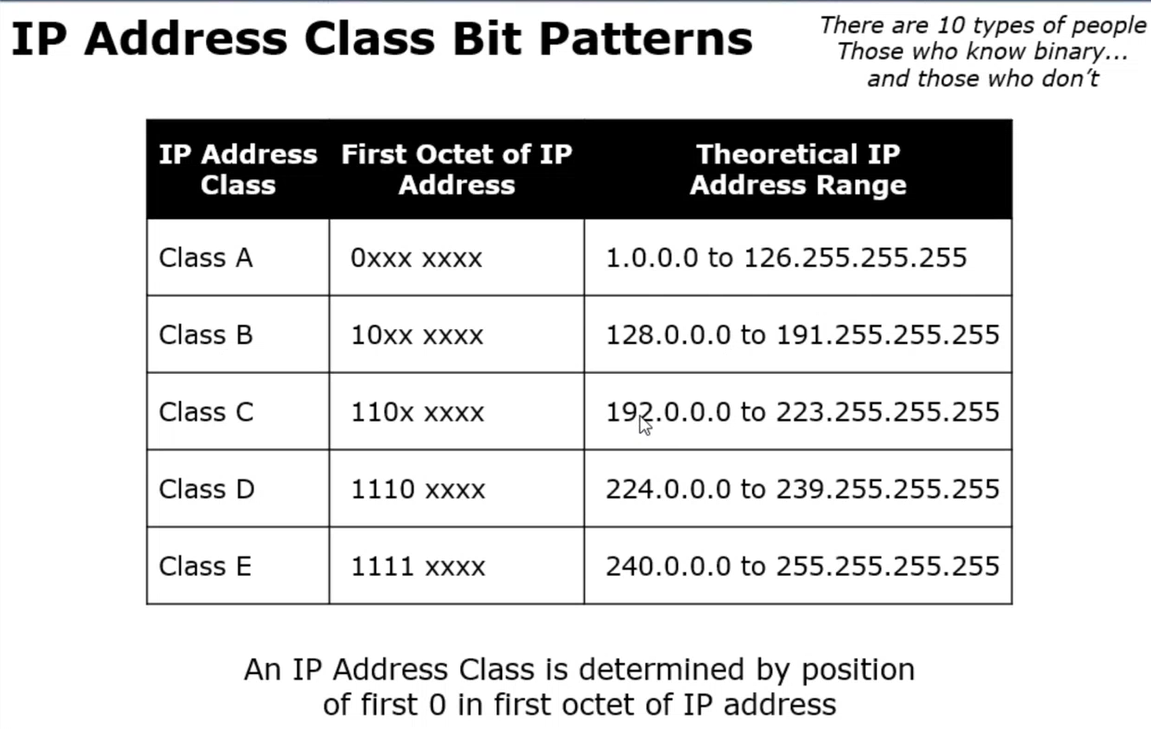 IP Address Class Bit Patterns
There are 10 types of people
Those who know binary...
and those who don't
IP Address Class First Octet of IP Address Theoretical IP Address Range
Class A 0xxx xxxx 1.0.0.0 to 126.255.255.255
Class B 10xx xxxx 128.0.0.0 to 191.255.255.255
Class C 110x xxxx 192.0.0.0 to 223.255.255.255
Class D 1110 xxxx 224.0.0.0 to 239.255.255.255
Class E 1111 xxxx 240.0.0.0 to 255.255.255.255
An IP Address Class is determined by position
of first 0 in first octet of IP address